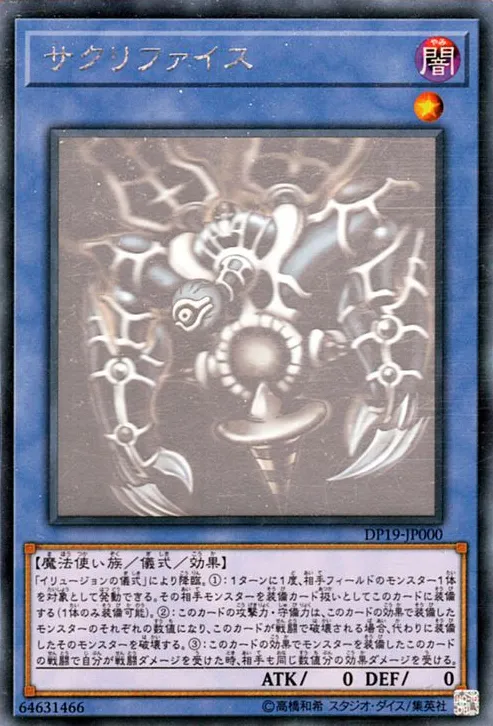 サクリファイス
闇
DP19-JP000
【魔法使い族／儀式／効果】
「イリュージョンの儀式」により降臨。①：1ターンに1度、相手フィールドのモンスター1体
を対象として発動できる。その相手モンスターを装備カード扱いとしてこのカードに装備
する(1体のみ装備可能)。②：このカードの攻撃力・守備力は、このカードの効果で装備した
モンスターのそれぞれの数値になり、このカードが戦闘で破壊される場合、代わりに装備
したそのモンスターを破壊する。③：このカードの効果でモンスターを装備したこのカード
の戦闘で自分が戦闘ダメージを受けた時、相手も同じ数値分の効果ダメージを受ける。
ATK/ 0 DEF/ 0
64631466 ©高橋和希 スタジオ・ダイス/集英社